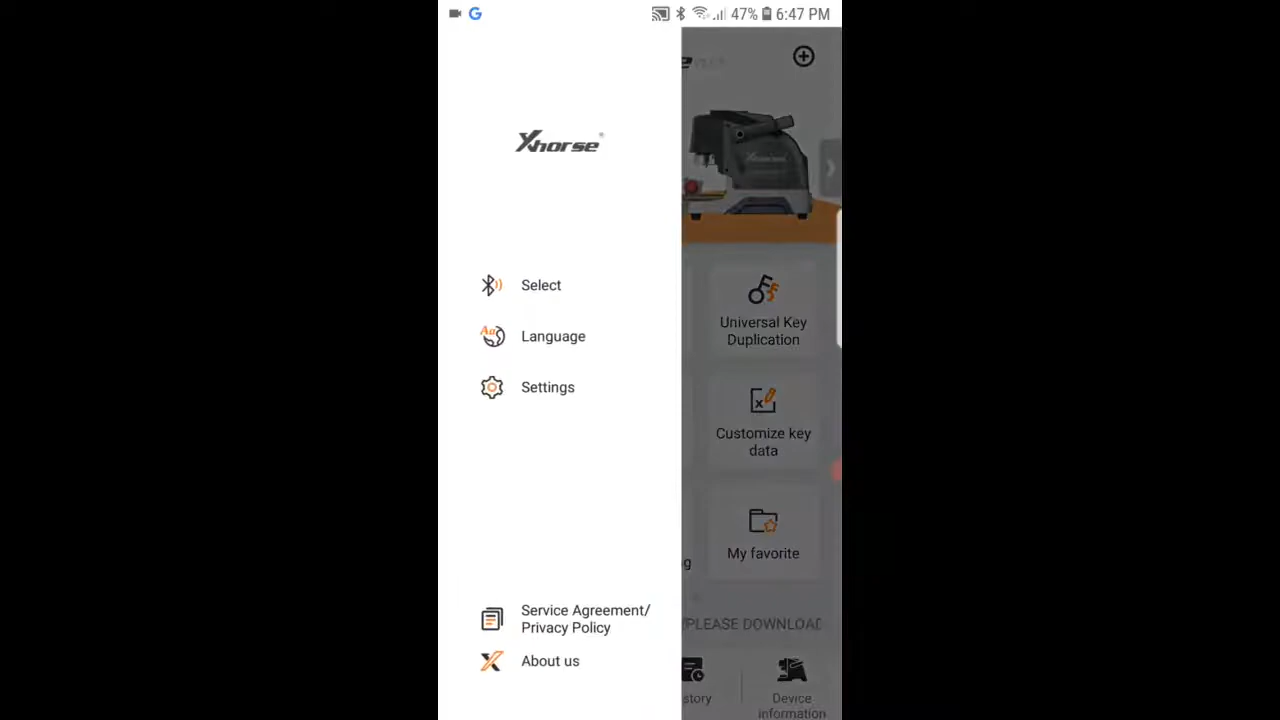 47% 6:47 PM
Xhorse
Select
Language
Settings
Service Agreement/
Privacy Policy
About us
Xhorse
Universal Key
Duplication
Customize key
data
My favorite
PLEASE DOWNLOAD
story
Device
information